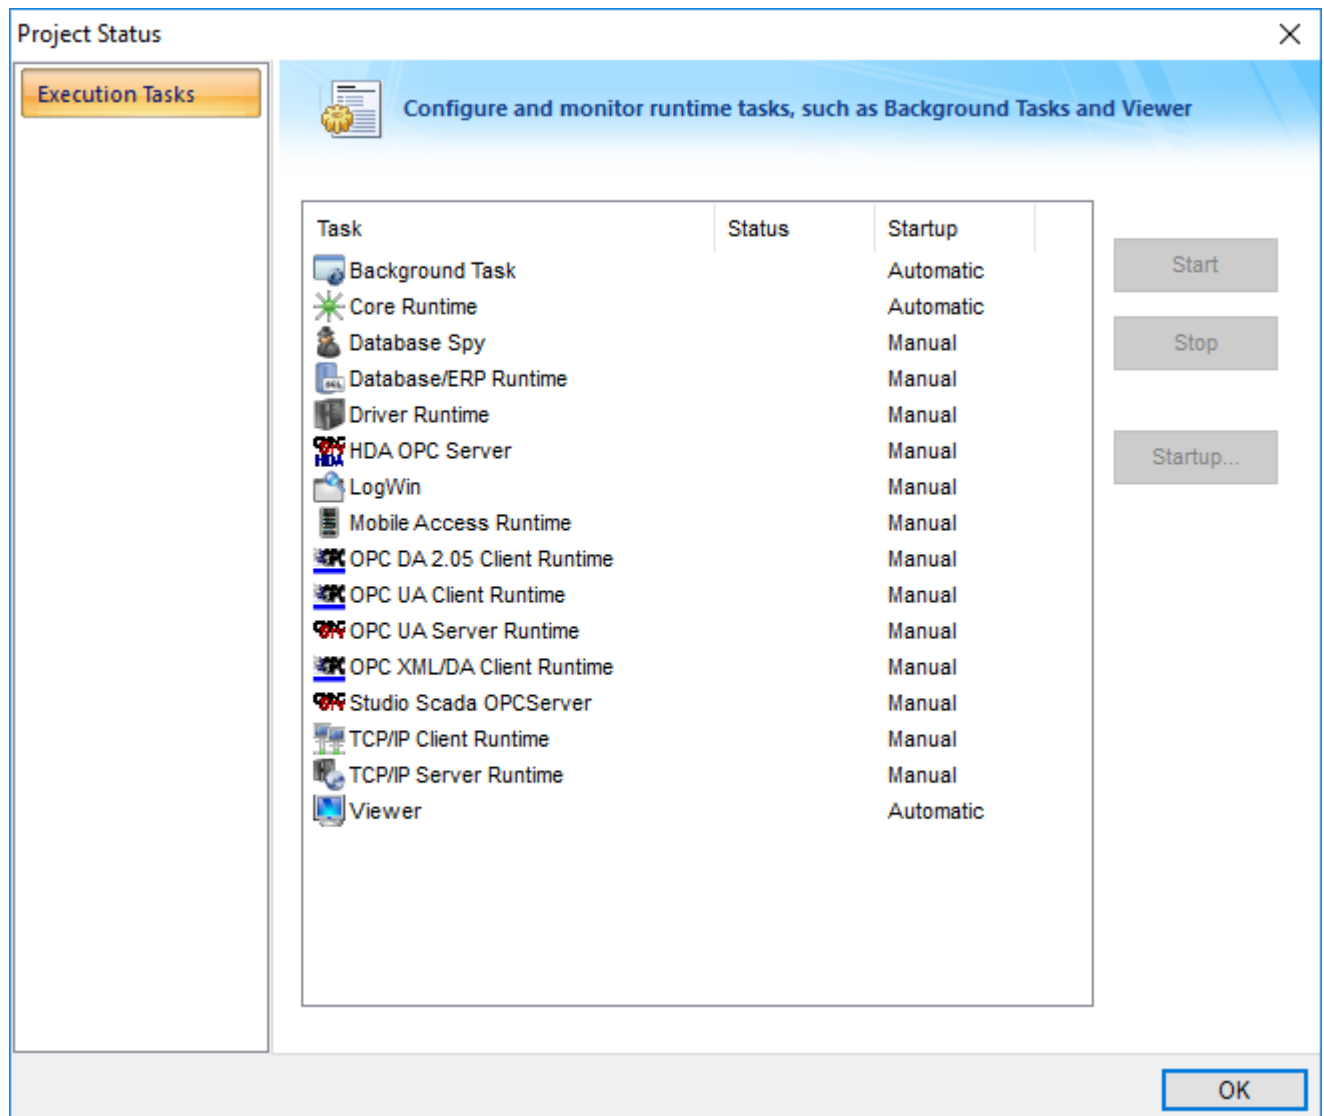 Project Status
Execution Tasks
Configure and monitor runtime tasks, such as Background Tasks and Viewer
Task Status Startup
Background Task Automatic
Core Runtime Automatic
Database Spy Manual
Database/ERP Runtime Manual
Driver Runtime Manual
HDA OPC Server Manual
LogWin Manual
Mobile Access Runtime Manual
OPC DA 2.05 Client Runtime Manual
OPC UA Client Runtime Manual
OPC UA Server Runtime Manual
OPC XML/DA Client Runtime Manual
Studio Scada OPCServer Manual
TCP/IP Client Runtime Manual
TCP/IP Server Runtime Manual
Viewer Automatic
Start
Stop
Startup...
OK